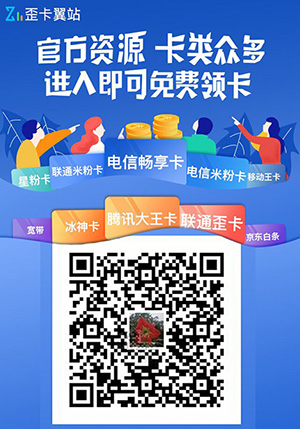 歪卡翼站
官方资源 卡类众多
进入即可免费领卡
星粉卡
联通米粉卡
电信畅享卡
电信米粉卡
移动王卡
宽带
冰神卡
腾讯大王卡
联通歪卡
京东白条